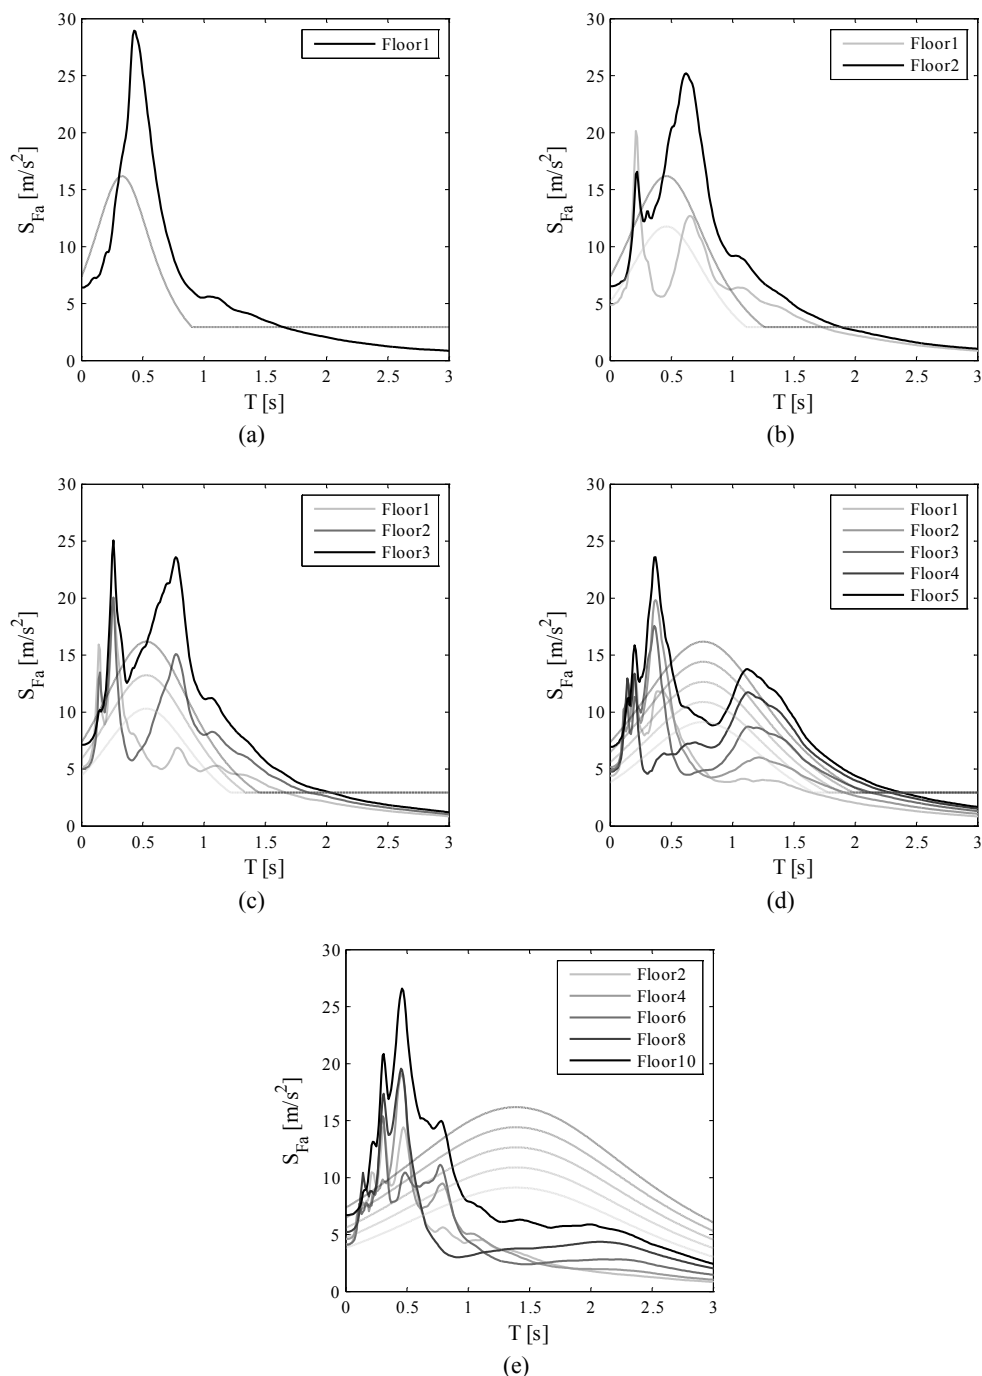 30
25
20
15
10
5
0
S_Fa [m/s²]
0 0.5 1 1.5 2 2.5 3
T [s]
Floor1
(a)
30
25
20
15
10
5
0
S_Fa [m/s²]
0 0.5 1 1.5 2 2.5 3
T [s]
Floor1
Floor2
(b)
30
25
20
15
10
5
0
S_Fa [m/s²]
0 0.5 1 1.5 2 2.5 3
T [s]
Floor1
Floor2
Floor3
(c)
30
25
20
15
10
5
0
S_Fa [m/s²]
0 0.5 1 1.5 2 2.5 3
T [s]
Floor1
Floor2
Floor3
Floor4
Floor5
(d)
30
25
20
15
10
5
0
S_Fa [m/s²]
0 0.5 1 1.5 2 2.5 3
T [s]
Floor2
Floor4
Floor6
Floor8
Floor10
(e)